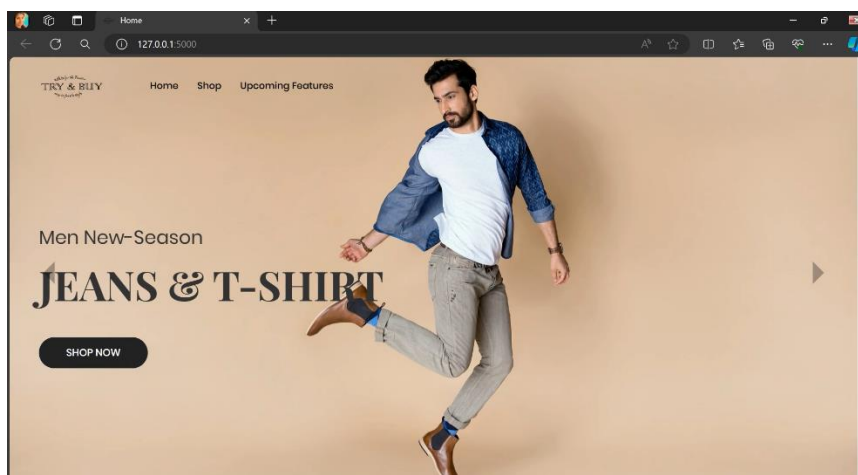 Home
127.0.0.1:5000
TRY & BUY
Home Shop Upcoming Features
Men New-Season
JEANS & T-SHIRT
SHOP NOW